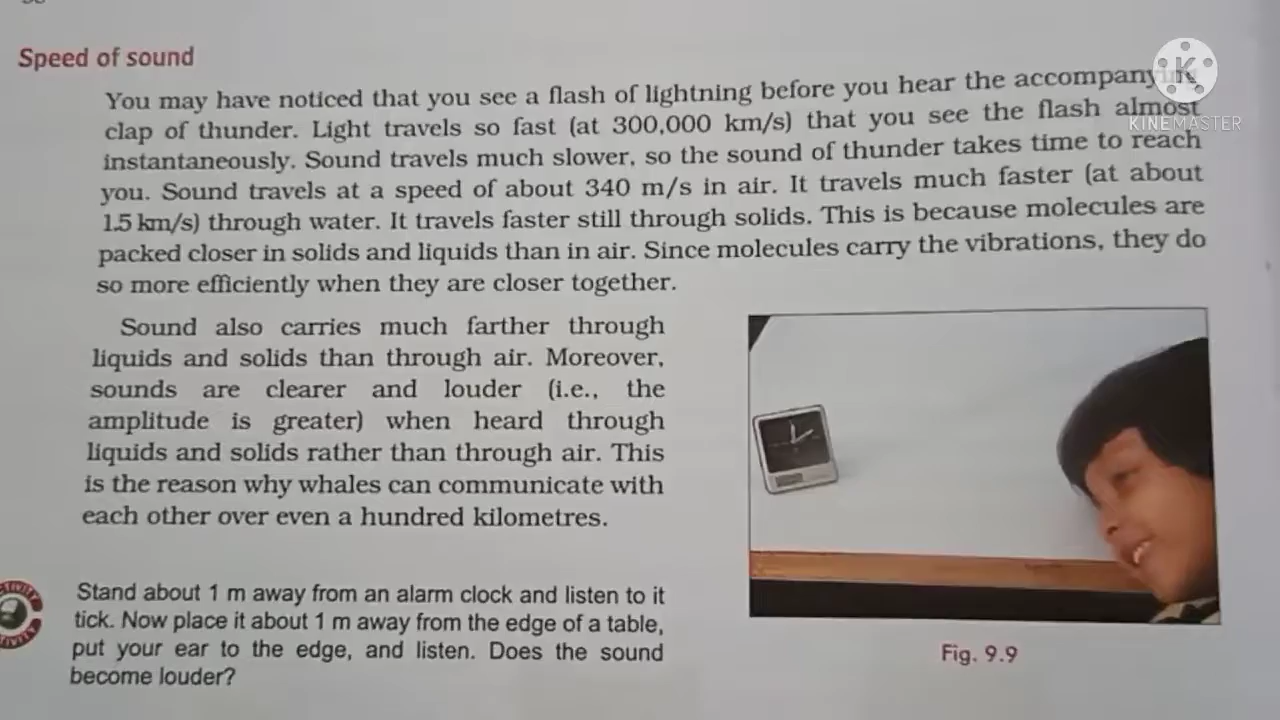 Speed of sound
You may have noticed that you see a flash of lightning before you hear the accompanying
clap of thunder. Light travels so fast (at 300,000 km/s) that you see the flash almost
instantaneously. Sound travels much slower, so the sound of thunder takes time to reach
you. Sound travels at a speed of about 340 m/s in air. It travels much faster (at about
1.5 km/s) through water. It travels faster still through solids. This is because molecules are
packed closer in solids and liquids than in air. Since molecules carry the vibrations, they do
so more efficiently when they are closer together.
Sound also carries much farther through
liquids and solids than through air. Moreover,
sounds are clearer and louder (i.e., the
amplitude is greater) when heard through
liquids and solids rather than through air. This
is the reason why whales can communicate with
each other over even a hundred kilometres.
Stand about 1 m away from an alarm clock and listen to it
tick. Now place it about 1 m away from the edge of a table,
put your ear to the edge, and listen. Does the sound
become louder?
Fig. 9.9
K
KINEMASTER